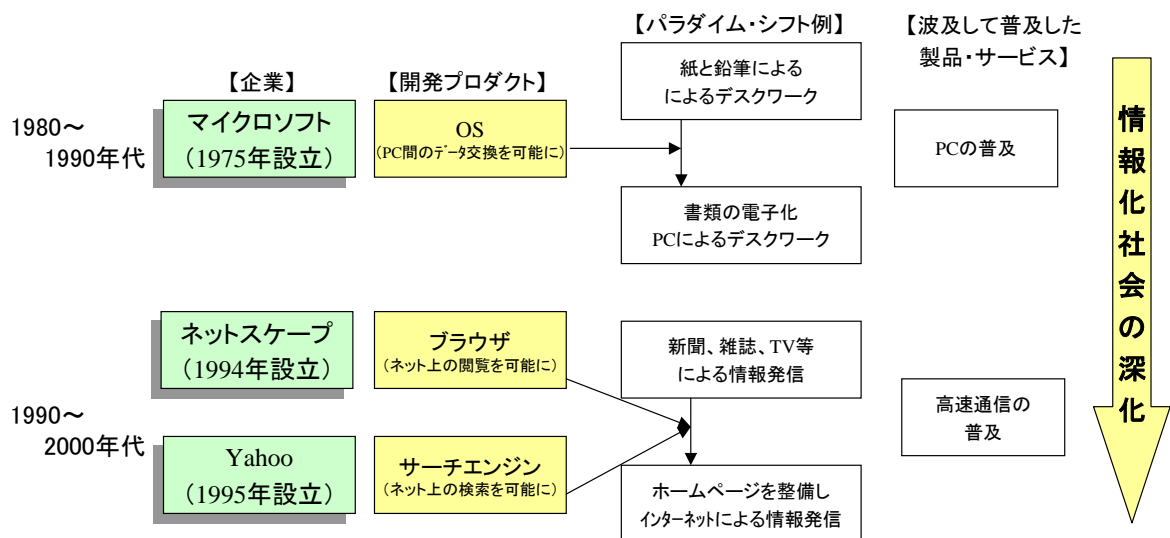 【パラダイム・シフト例】
【波及して普及した
製品・サービス】
【企業】
【開発プロダクト】
1980～
1990年代
マイクロソフト
（1975年設立）
OS
(PC間のﾃﾞｰﾀ交換を可能に)
紙と鉛筆による
によるデスクワーク
書類の電子化
PCによるデスクワーク
PCの普及
1990～
2000年代
ネットスケープ
（1994年設立）
ブラウザ
(ネット上の閲覧を可能に)
新聞、雑誌、TV等
による情報発信
Yahoo
（1995年設立）
サーチエンジン
(ネット上の検索を可能に)
ホームページを整備し
ｲﾝﾀｰﾈｯﾄによる情報発信
高速通信の
普及
情報化社会の深化